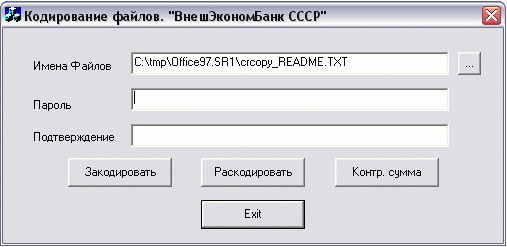 Кодирование файлов. "ВнешЭкономБанк СССР"
Имена Файлов C:\tmp\Office97.SR1\crcopy_README.TXT ...
Пароль
Подтверждение
Закодировать Раскодировать Контр. сумма
Exit